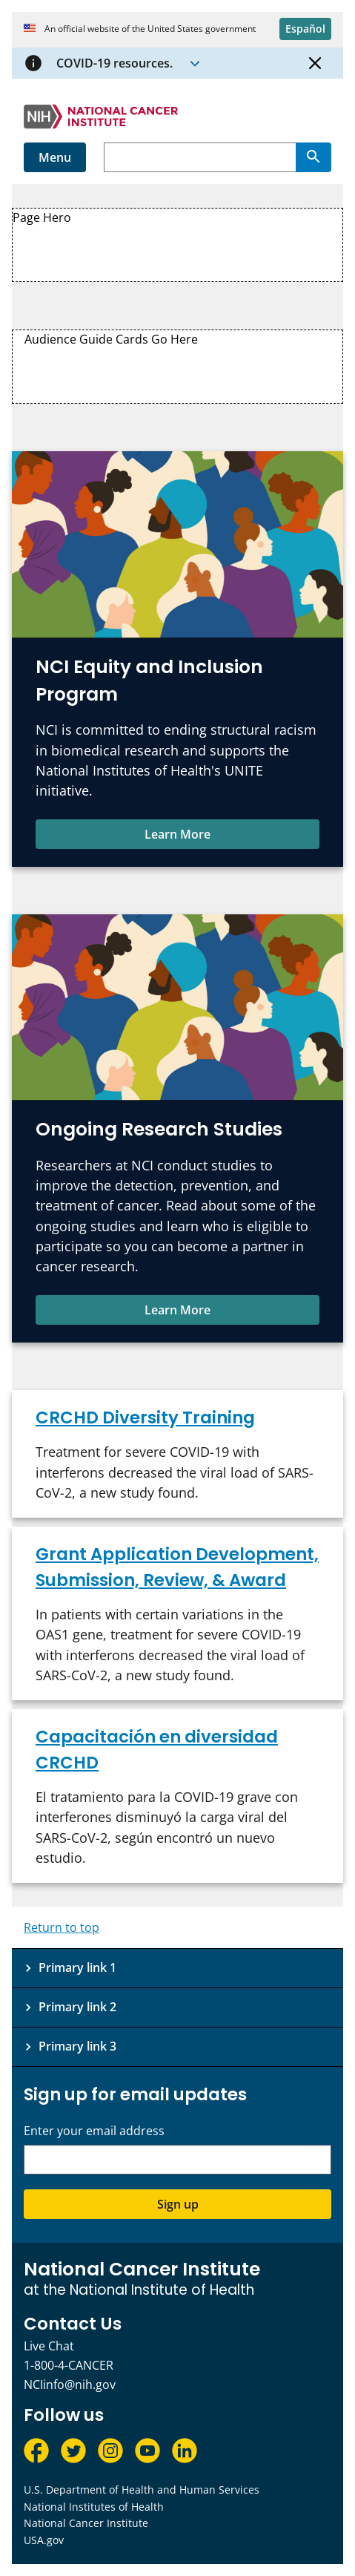 An official website of the United States government
Español
COVID-19 resources.
NIH NATIONAL CANCER
INSTITUTE
Menu
Page Hero
Audience Guide Cards Go Here
NCI Equity and Inclusion
Program
NCI is committed to ending structural racism
in biomedical research and supports the
National Institutes of Health's UNITE
initiative.
Learn More
Ongoing Research Studies
Researchers at NCI conduct studies to
improve the detection, prevention, and
treatment of cancer. Read about some of the
ongoing studies and learn who is eligible to
participate so you can become a partner in
cancer research.
Learn More
CRCHD Diversity Training
Treatment for severe COVID-19 with
interferons decreased the viral load of SARS-
CoV-2, a new study found.
Grant Application Development,
Submission, Review, & Award
In patients with certain variations in the
OAS1 gene, treatment for severe COVID-19
with interferons decreased the viral load of
SARS-CoV-2, a new study found.
Capacitación en diversidad
CRCHD
El tratamiento para la COVID-19 grave con
interferones disminuyó la carga viral del
SARS-CoV-2, según encontró un nuevo
estudio.
Return to top
Primary link 1
Primary link 2
Primary link 3
Sign up for email updates
Enter your email address
Sign up
National Cancer Institute
at the National Institute of Health
Contact Us
Live Chat
1-800-4-CANCER
NCIinfo@nih.gov
Follow us
U.S. Department of Health and Human Services
National Institutes of Health
National Cancer Institute
USA.gov